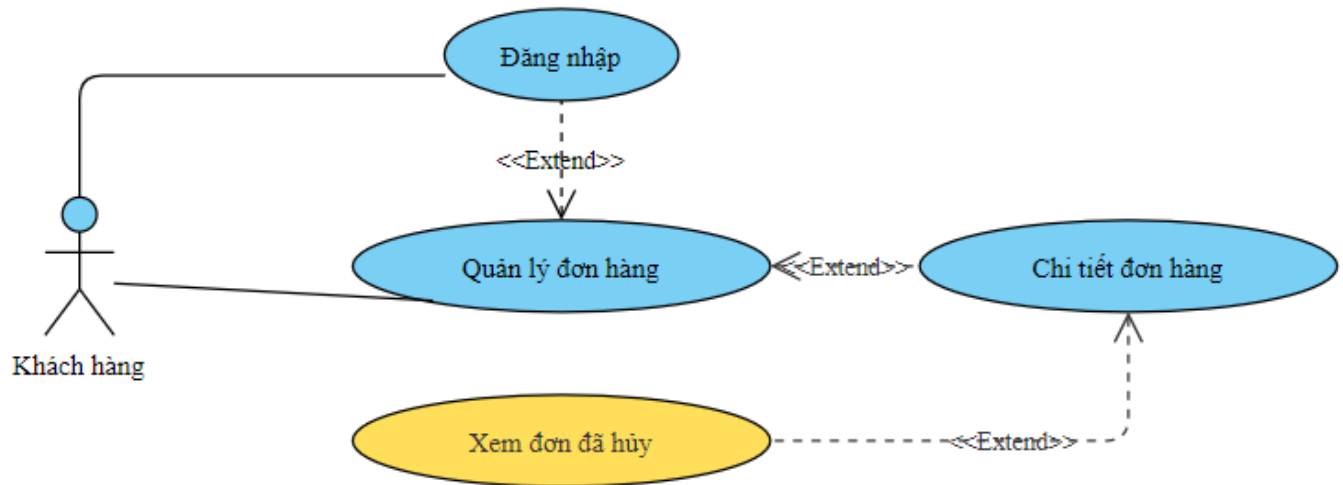 Đăng nhập
<<Extend>>
Quản lý đơn hàng
<<Extend>>
Chi tiết đơn hàng
Khách hàng
Xem đơn đã hủy
<<Extend>>